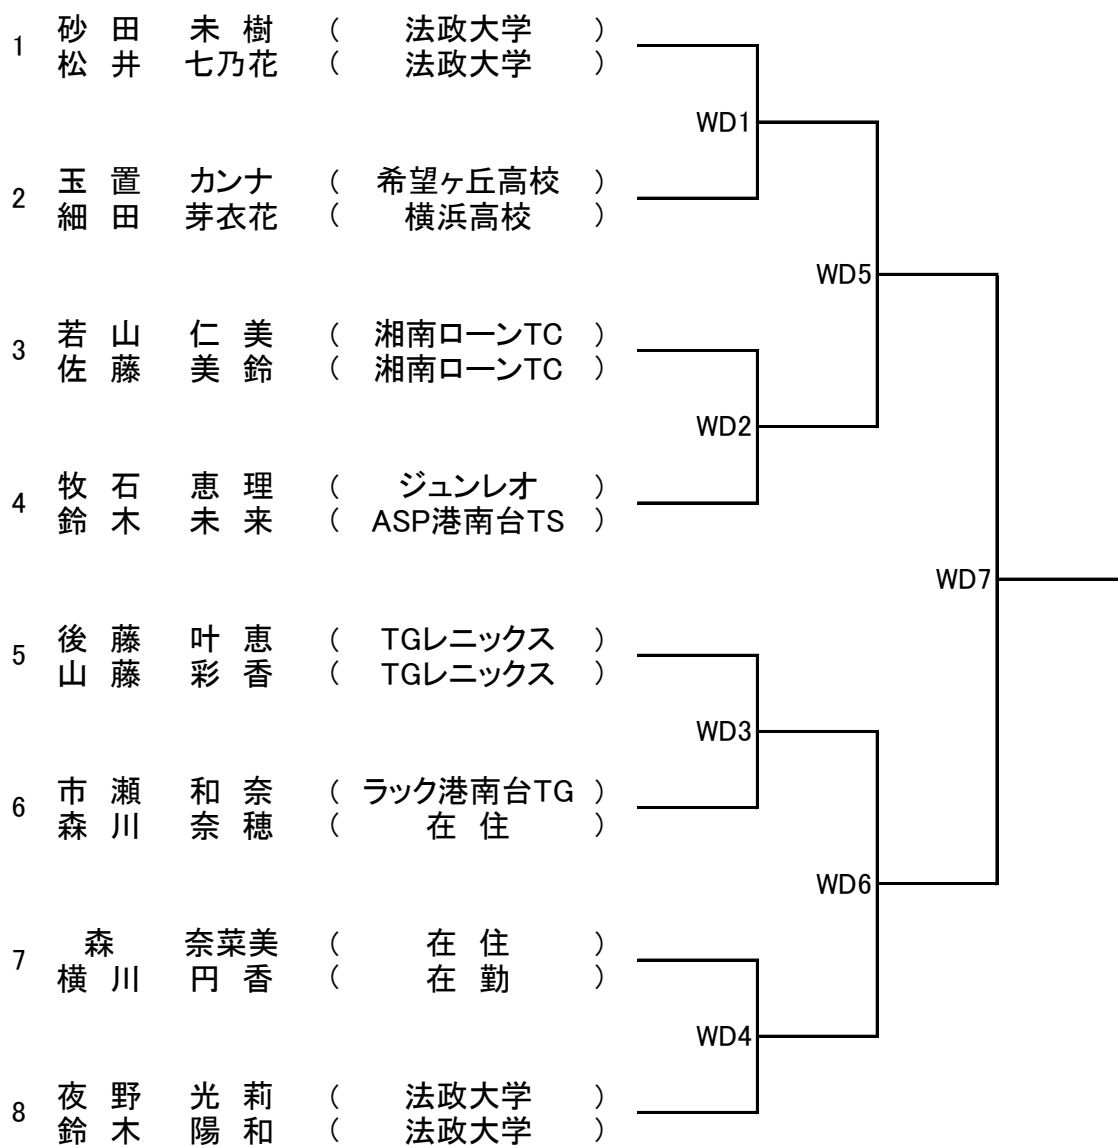 1 砂田 未樹 ( 法政大学 )
松井 七乃花 ( 法政大学 )
WD1
2 玉置 カンナ ( 希望ヶ丘高校 )
細田 芽衣花 ( 横浜高校 )
WD5
3 若山 仁美 ( 湘南ローンTC )
佐藤 美鈴 ( 湘南ローンTC )
WD2
4 牧石 恵理 ( ジュンレオ )
鈴木 未来 ( ASP港南台TS )
WD7
5 後藤 叶恵 ( TGレニックス )
山藤 彩香 ( TGレニックス )
WD3
6 市瀬 和奈 ( ラック港南台TG )
森川 奈穂 ( 在住 )
WD6
7 森 奈菜美 ( 在住 )
横川 円香 ( 在勤 )
WD4
8 夜野 光莉 ( 法政大学 )
鈴木 陽和 ( 法政大学 )